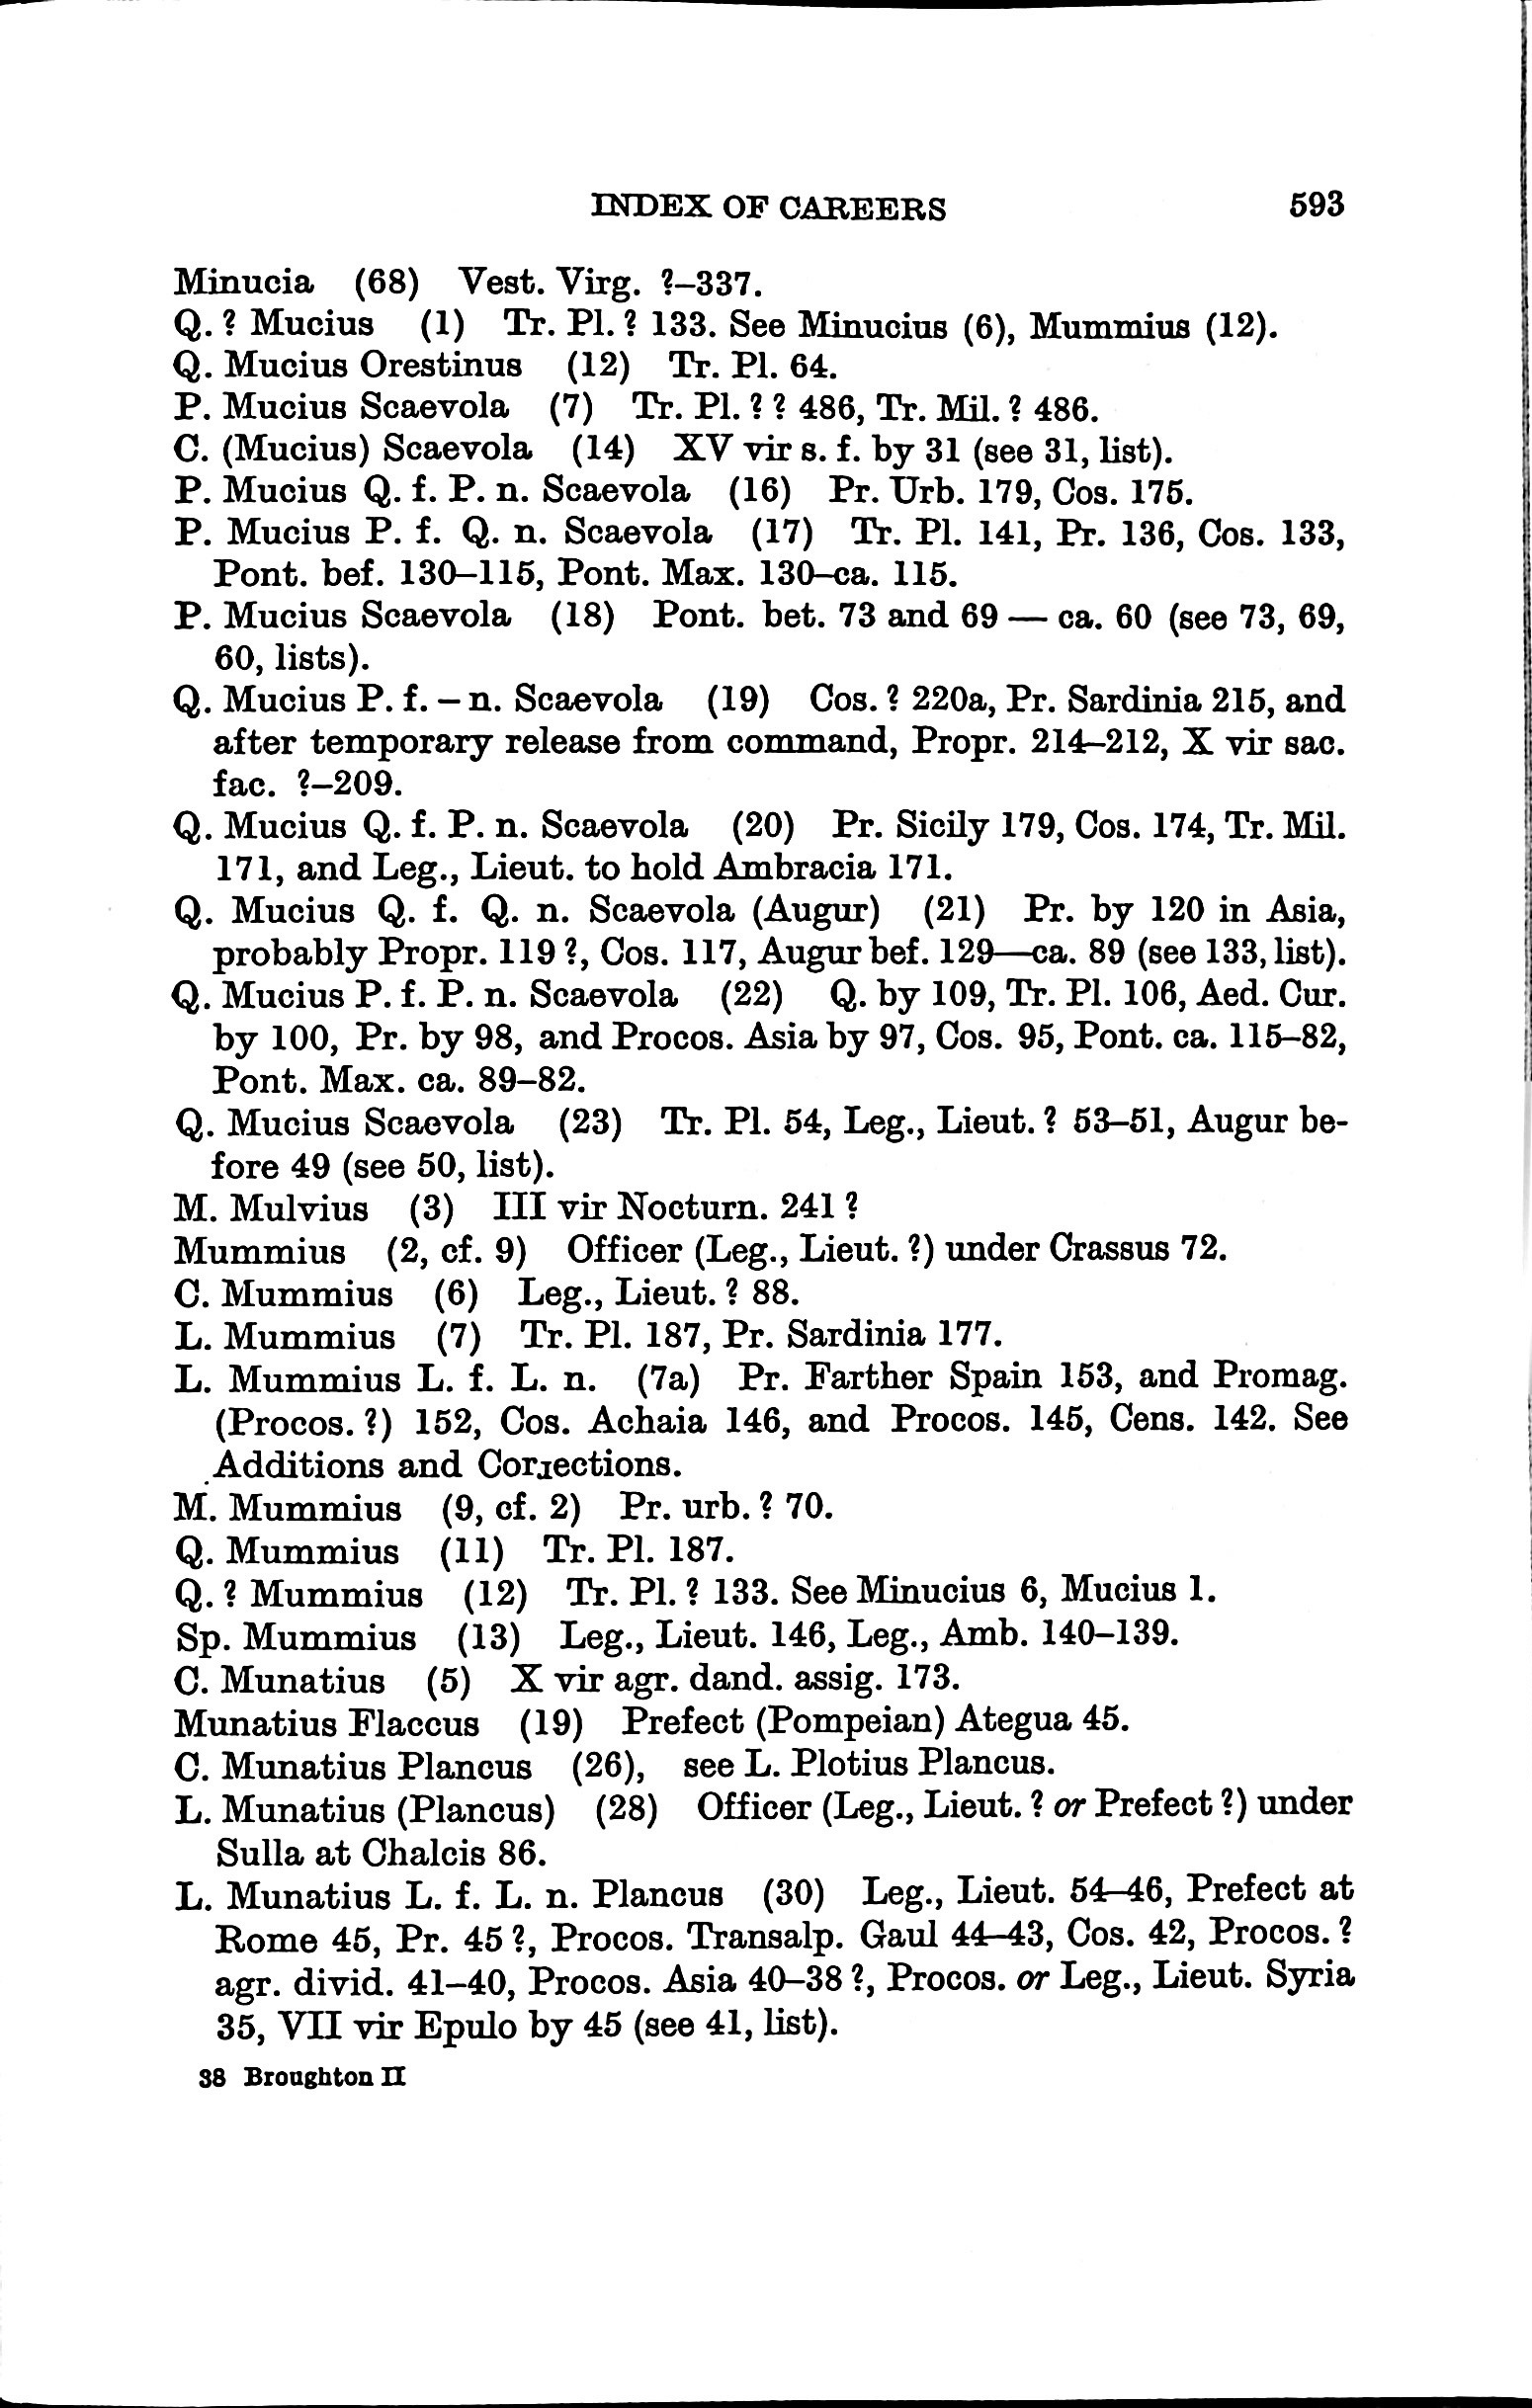 INDEX OF CAREERS 593
Minucia (68) Vest. Virg. ?–337.
Q. ? Mucius (1) Tr. Pl. ? 133. See Minucius (6), Mummius (12).
Q. Mucius Orestinus (12) Tr. Pl. 64.
P. Mucius Scaevola (7) Tr. Pl. ? ? 486, Tr. Mil. ? 486.
C. (Mucius) Scaevola (14) XV vir s. f. by 31 (see 31, list).
P. Mucius Q. f. P. n. Scaevola (16) Pr. Urb. 179, Cos. 175.
P. Mucius P. f. Q. n. Scaevola (17) Tr. Pl. 141, Pr. 136, Cos. 133,
Pont. bef. 130–115, Pont. Max. 130–ca. 115.
P. Mucius Scaevola (18) Pont. bet. 73 and 69 — ca. 60 (see 73, 69,
60, lists).
Q. Mucius P. f. – n. Scaevola (19) Cos. ? 220a, Pr. Sardinia 215, and
after temporary release from command, Propr. 214–212, X vir sac.
fac. ?–209.
Q. Mucius Q. f. P. n. Scaevola (20) Pr. Sicily 179, Cos. 174, Tr. Mil.
171, and Leg., Lieut. to hold Ambracia 171.
Q. Mucius Q. f. Q. n. Scaevola (Augur) (21) Pr. by 120 in Asia,
probably Propr. 119 ?, Cos. 117, Augur bef. 129—ca. 89 (see 133, list).
Q. Mucius P. f. P. n. Scaevola (22) Q. by 109, Tr. Pl. 106, Aed. Cur.
by 100, Pr. by 98, and Procos. Asia by 97, Cos. 95, Pont. ca. 115–82,
Pont. Max. ca. 89–82.
Q. Mucius Scaevola (23) Tr. Pl. 54, Leg., Lieut. ? 53–51, Augur be-
fore 49 (see 50, list).
M. Mulvius (3) III vir Nocturn. 241 ?
Mummius (2, cf. 9) Officer (Leg., Lieut. ?) under Crassus 72.
C. Mummius (6) Leg., Lieut. ? 88.
L. Mummius (7) Tr. Pl. 187, Pr. Sardinia 177.
L. Mummius L. f. L. n. (7a) Pr. Farther Spain 153, and Promag.
(Procos. ?) 152, Cos. Achaia 146, and Procos. 145, Cens. 142. See
Additions and Corrections.
M. Mummius (9, cf. 2) Pr. urb. ? 70.
Q. Mummius (11) Tr. Pl. 187.
Q. ? Mummius (12) Tr. Pl. ? 133. See Minucius 6, Mucius 1.
Sp. Mummius (13) Leg., Lieut. 146, Leg., Amb. 140–139.
C. Munatius (5) X vir agr. dand. assig. 173.
Munatius Flaccus (19) Prefect (Pompeian) Ategua 45.
C. Munatius Plancus (26), see L. Plotius Plancus.
L. Munatius (Plancus) (28) Officer (Leg., Lieut. ? or Prefect ?) under
Sulla at Chalcis 86.
L. Munatius L. f. L. n. Plancus (30) Leg., Lieut. 54–46, Prefect at
Rome 45, Pr. 45 ?, Procos. Transalp. Gaul 44–43, Cos. 42, Procos. ?
agr. divid. 41–40, Procos. Asia 40–38 ?, Procos. or Leg., Lieut. Syria
35, VII vir Epulo by 45 (see 41, list).
38 Broughton II